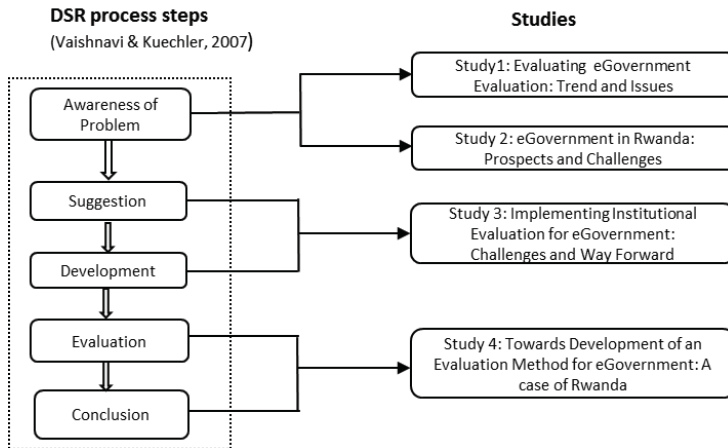 DSR process steps
(Vaishnavi & Kuechler, 2007)
Awareness of
Problem
Suggestion
Development
Evaluation
Conclusion
Studies
Study1: Evaluating eGovernment
Evaluation: Trend and Issues
Study 2: eGovernment in Rwanda:
Prospects and Challenges
Study 3: Implementing Institutional
Evaluation for eGovernment:
Challenges and Way Forward
Study 4: Towards Development of an
Evaluation Method for eGovernment: A
case of Rwanda